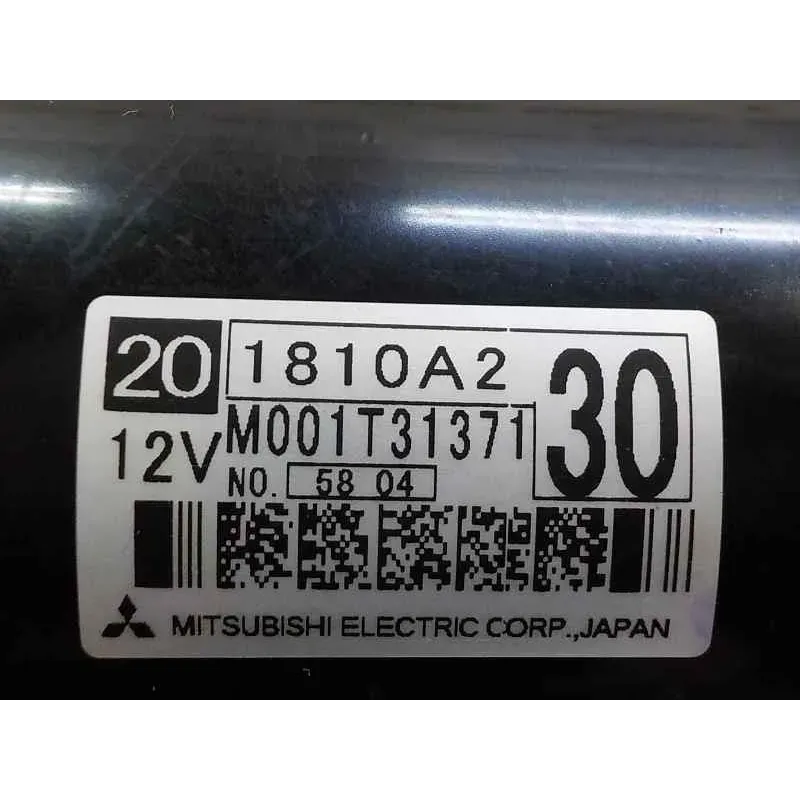 20 1810A2 30
12V M001T31371
NO. 58 04
MITSUBISHI ELECTRIC CORP.,JAPAN